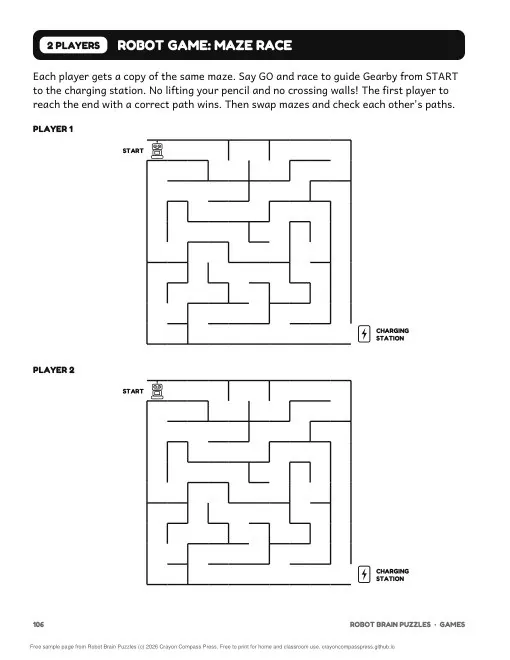 2 PLAYERS ROBOT GAME: MAZE RACE
Each player gets a copy of the same maze. Say GO and race to guide Gearby from START
to the charging station. No lifting your pencil and no crossing walls! The first player to
reach the end with a correct path wins. Then swap mazes and check each other's paths.
PLAYER 1
START
CHARGING
STATION
PLAYER 2
START
CHARGING
STATION
106 ROBOT BRAIN PUZZLES · GAMES
Free sample page from Robot Brain Puzzles (c) 2026 Crayon Compass Press. Free to print for home and classroom use. crayoncompasspress.github.io